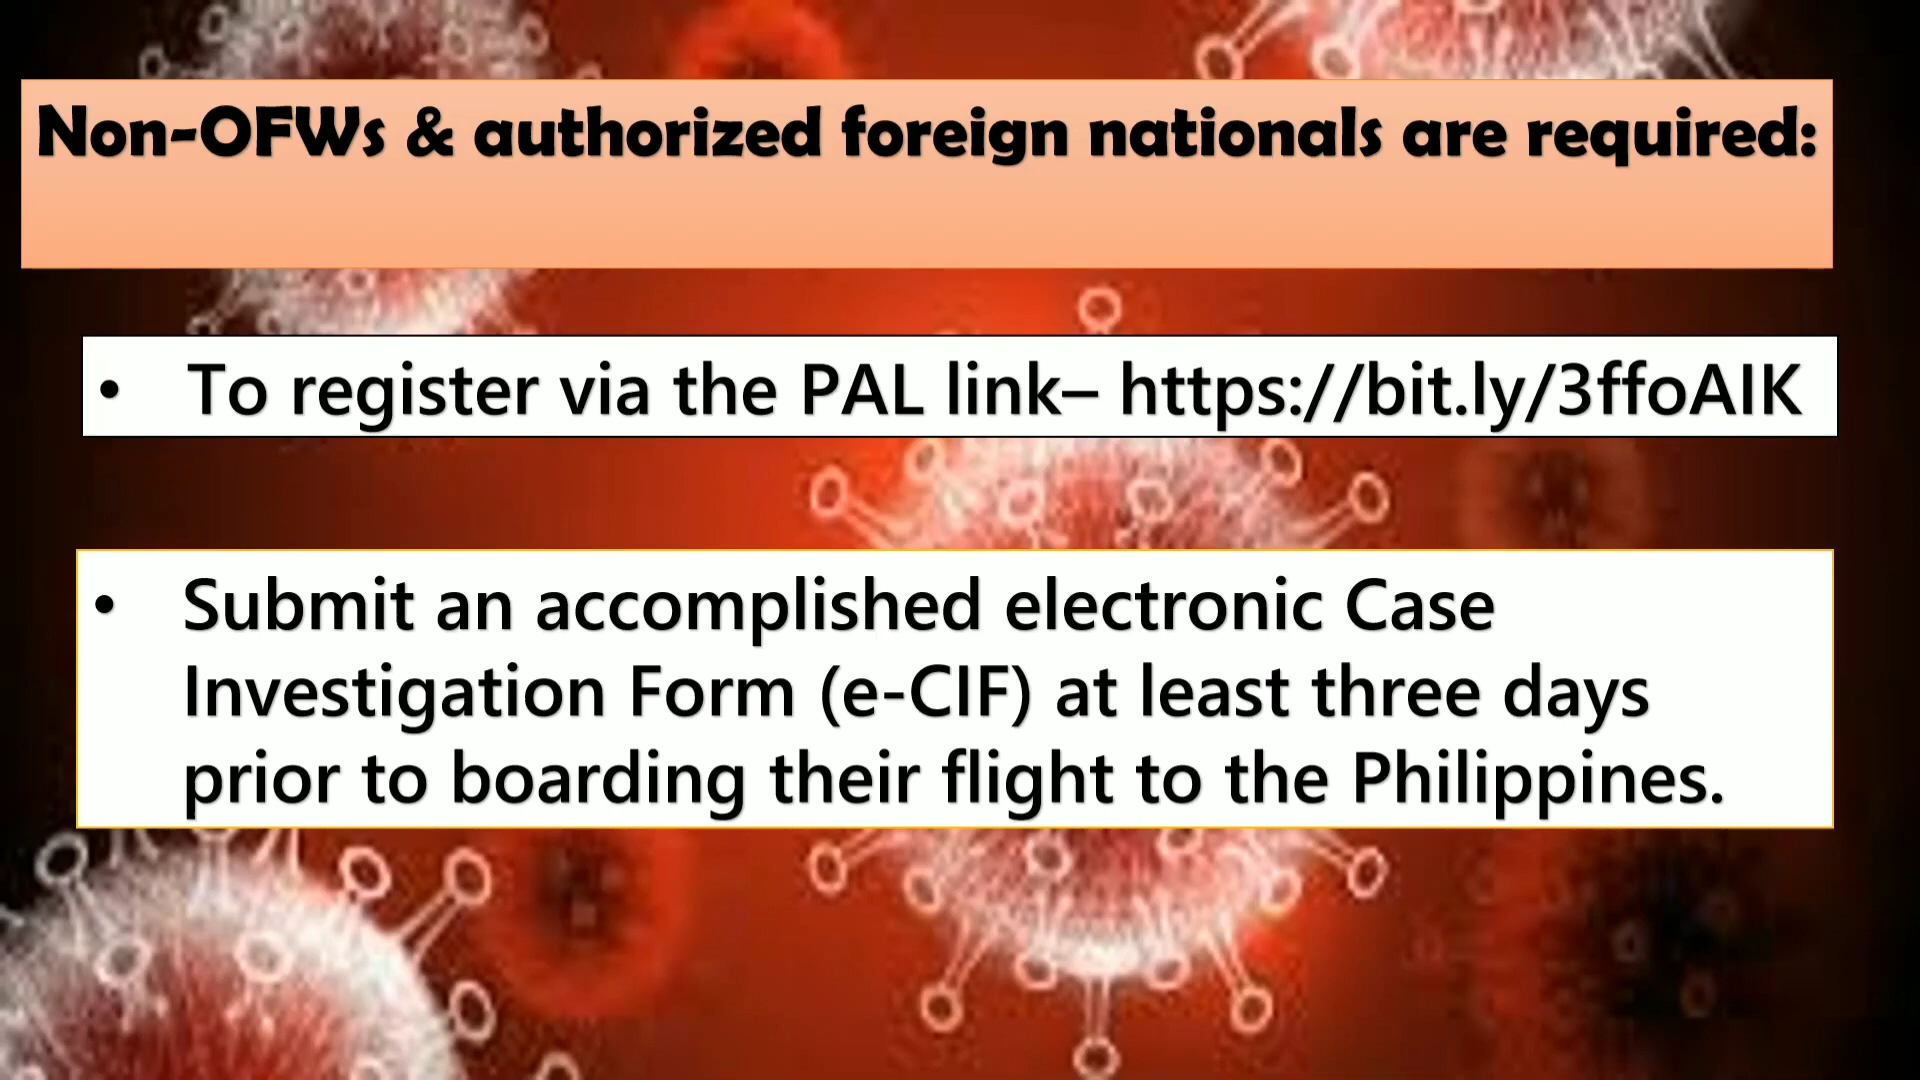 Non-OFWs & authorized foreign nationals are required:
• To register via the PAL link– https://bit.ly/3ffoAIK
• Submit an accomplished electronic Case
Investigation Form (e-CIF) at least three days
prior to boarding their flight to the Philippines.